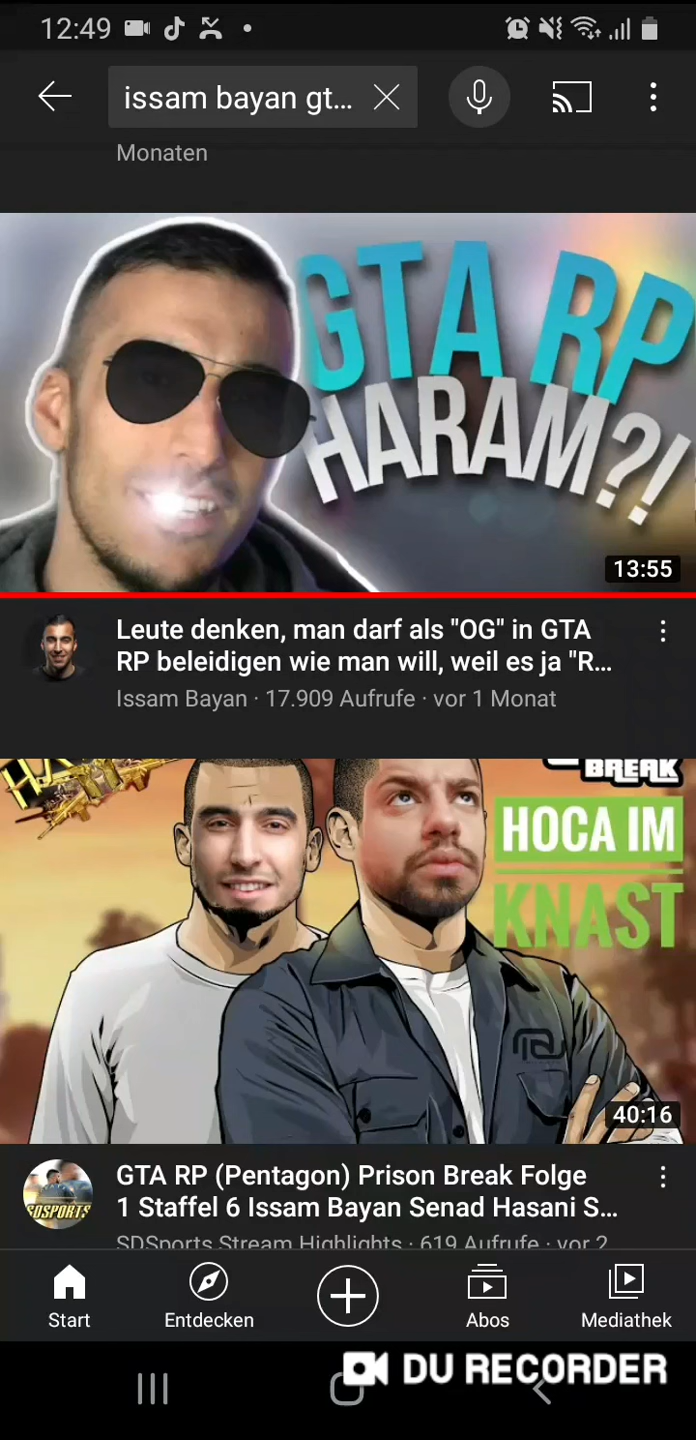 12:49
issam bayan gt...
Monaten
GTA RP
HARAM?!
13:55
Leute denken, man darf als "OG" in GTA
RP beleidigen wie man will, weil es ja "R...
Issam Bayan · 17.909 Aufrufe · vor 1 Monat
BREAK
HOCA IM
KNAST
40:16
SDSPORTS
GTA RP (Pentagon) Prison Break Folge
1 Staffel 6 Issam Bayan Senad Hasani S...
SDSports Stream Highlights · 619 Aufrufe · vor 2
Start
Entdecken
Abos
Mediathek
DU RECORDER